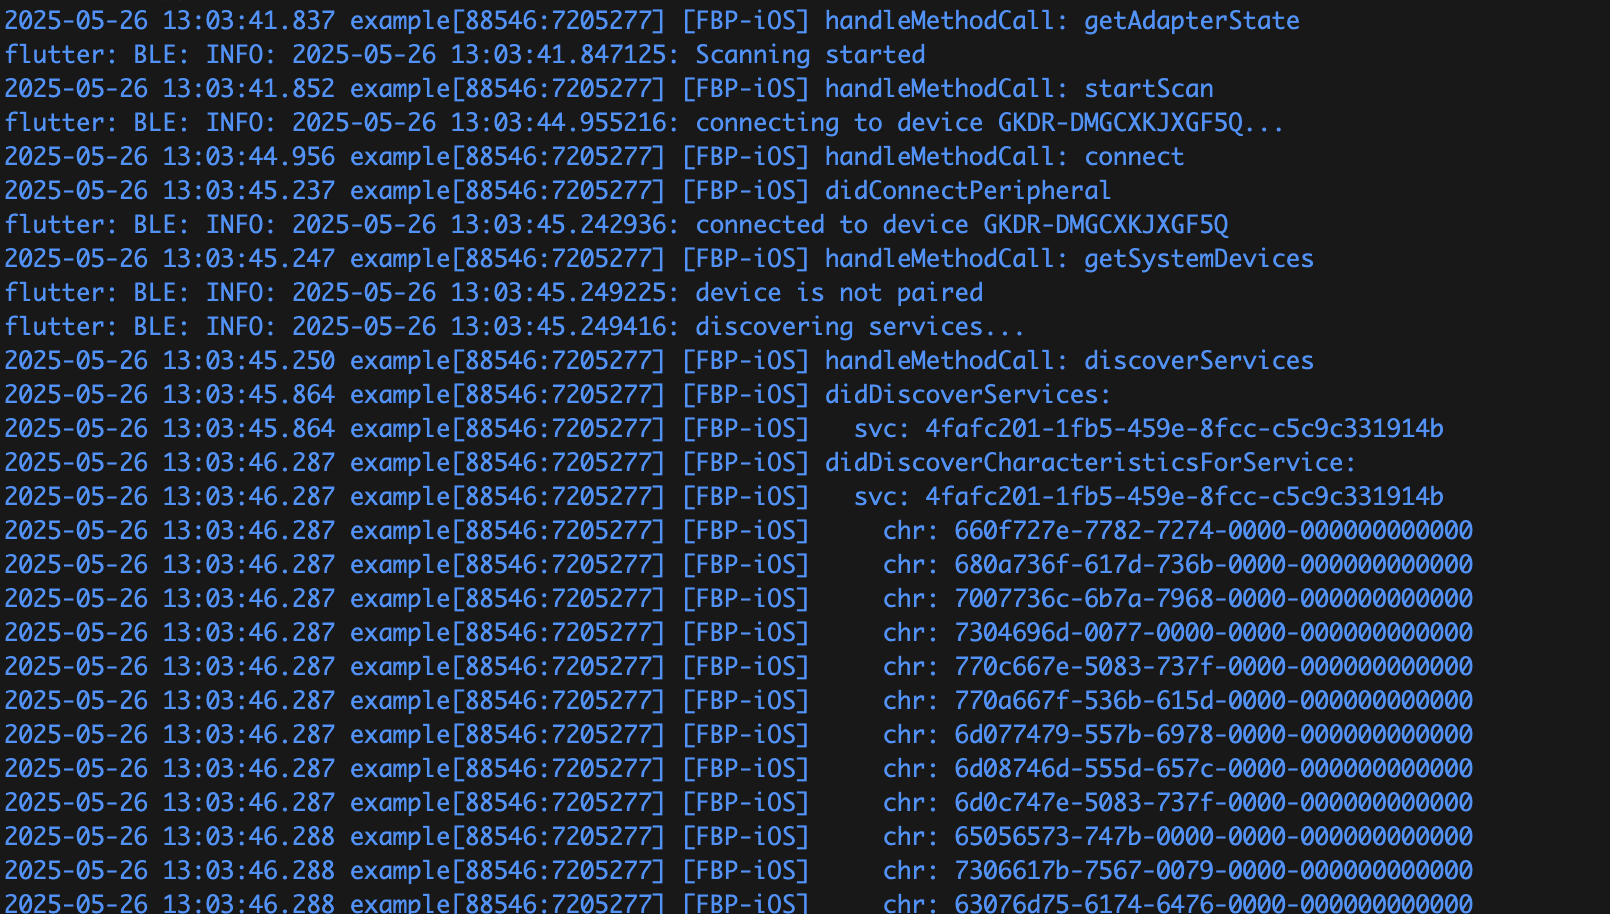 2025-05-26 13:03:41.837 example[88546:7205277] [FBP-iOS] handleMethodCall: getAdapterState
flutter: BLE: INFO: 2025-05-26 13:03:41.847125: Scanning started
2025-05-26 13:03:41.852 example[88546:7205277] [FBP-iOS] handleMethodCall: startScan
flutter: BLE: INFO: 2025-05-26 13:03:44.955216: connecting to device GKDR-DMGCXKJXGF5Q...
2025-05-26 13:03:44.956 example[88546:7205277] [FBP-iOS] handleMethodCall: connect
2025-05-26 13:03:45.237 example[88546:7205277] [FBP-iOS] didConnectPeripheral
flutter: BLE: INFO: 2025-05-26 13:03:45.242936: connected to device GKDR-DMGCXKJXGF5Q
2025-05-26 13:03:45.247 example[88546:7205277] [FBP-iOS] handleMethodCall: getSystemDevices
flutter: BLE: INFO: 2025-05-26 13:03:45.249225: device is not paired
flutter: BLE: INFO: 2025-05-26 13:03:45.249416: discovering services...
2025-05-26 13:03:45.250 example[88546:7205277] [FBP-iOS] handleMethodCall: discoverServices
2025-05-26 13:03:45.864 example[88546:7205277] [FBP-iOS] didDiscoverServices:
2025-05-26 13:03:45.864 example[88546:7205277] [FBP-iOS]   svc: 4fafc201-1fb5-459e-8fcc-c5c9c331914b
2025-05-26 13:03:46.287 example[88546:7205277] [FBP-iOS] didDiscoverCharacteristicsForService:
2025-05-26 13:03:46.287 example[88546:7205277] [FBP-iOS]   svc: 4fafc201-1fb5-459e-8fcc-c5c9c331914b
2025-05-26 13:03:46.287 example[88546:7205277] [FBP-iOS]     chr: 660f727e-7782-7274-0000-000000000000
2025-05-26 13:03:46.287 example[88546:7205277] [FBP-iOS]     chr: 680a736f-617d-736b-0000-000000000000
2025-05-26 13:03:46.287 example[88546:7205277] [FBP-iOS]     chr: 7007736c-6b7a-7968-0000-000000000000
2025-05-26 13:03:46.287 example[88546:7205277] [FBP-iOS]     chr: 7304696d-0077-0000-0000-000000000000
2025-05-26 13:03:46.287 example[88546:7205277] [FBP-iOS]     chr: 770c667e-5083-737f-0000-000000000000
2025-05-26 13:03:46.287 example[88546:7205277] [FBP-iOS]     chr: 770a667f-536b-615d-0000-000000000000
2025-05-26 13:03:46.287 example[88546:7205277] [FBP-iOS]     chr: 6d077479-557b-6978-0000-000000000000
2025-05-26 13:03:46.287 example[88546:7205277] [FBP-iOS]     chr: 6d08746d-555d-657c-0000-000000000000
2025-05-26 13:03:46.287 example[88546:7205277] [FBP-iOS]     chr: 6d0c747e-5083-737f-0000-000000000000
2025-05-26 13:03:46.288 example[88546:7205277] [FBP-iOS]     chr: 65056573-747b-0000-0000-000000000000
2025-05-26 13:03:46.288 example[88546:7205277] [FBP-iOS]     chr: 7306617b-7567-0079-0000-000000000000
2025-05-26 13:03:46.288 example[88546:7205277] [FBP-iOS]     chr: 63076d75-6174-6476-0000-000000000000